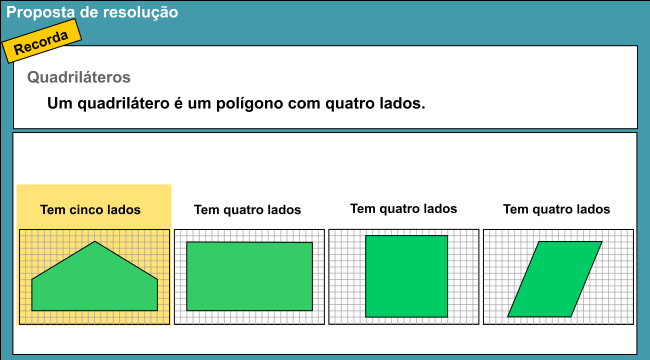 Proposta de resolução
Recorda
Quadriláteros
Um quadrilátero é um polígono com quatro lados.
Tem cinco lados
Tem quatro lados
Tem quatro lados
Tem quatro lados